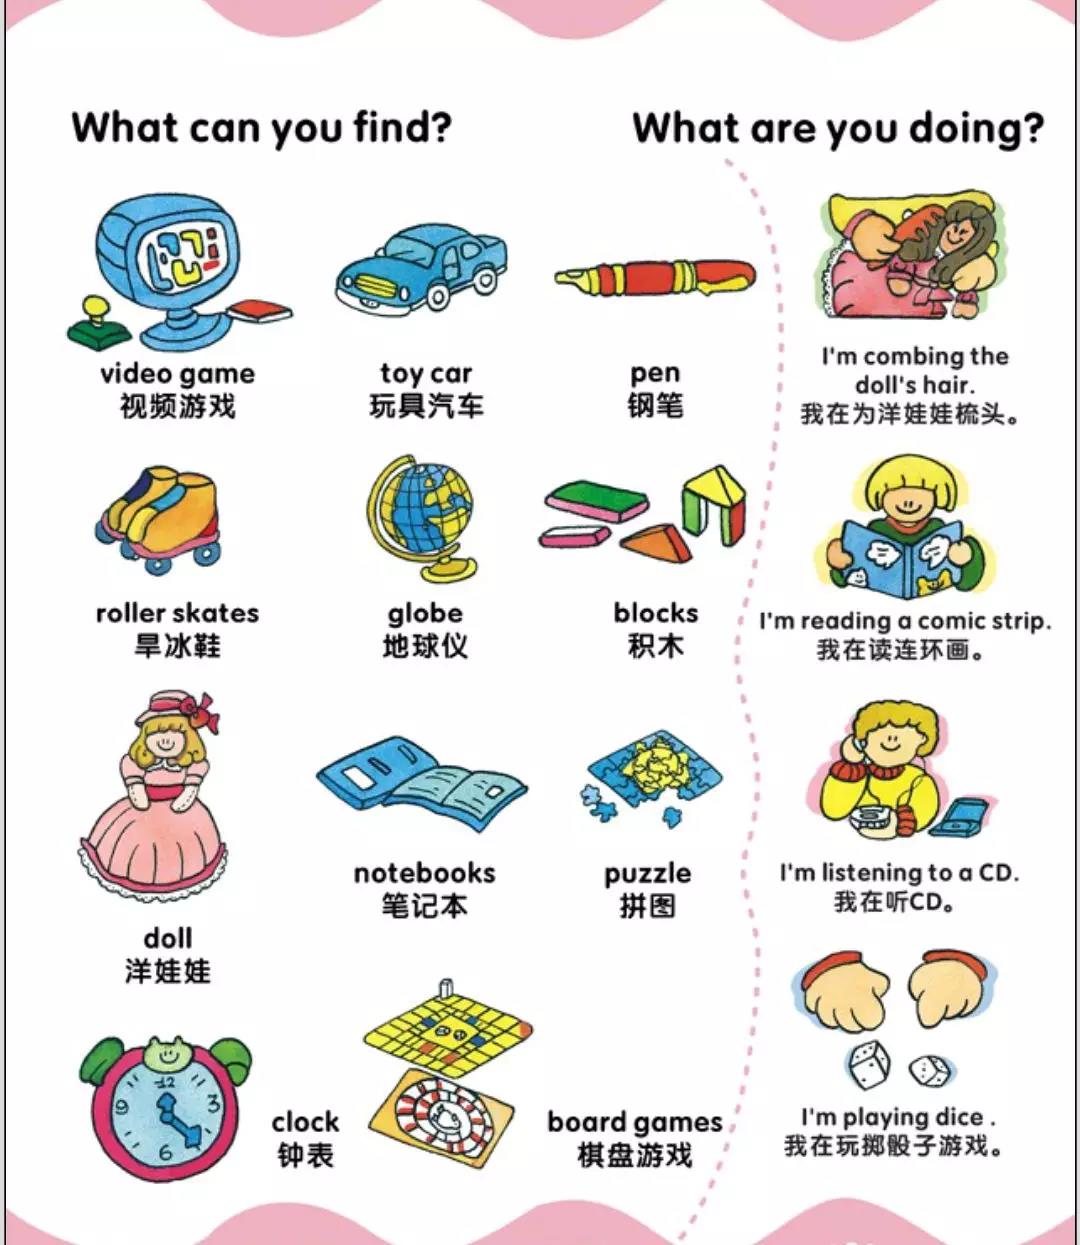 What can you find?
What are you doing?
video game
视频游戏
toy car
玩具汽车
pen
钢笔
roller skates
旱冰鞋
globe
地球仪
blocks
积木
doll
洋娃娃
notebooks
笔记本
puzzle
拼图
12
9
3
6
clock
钟表
board games
棋盘游戏
I'm combing the
doll's hair.
我在为洋娃娃梳头。
I'm reading a comic strip.
我在读连环画。
I'm listening to a CD.
我在听CD。
I'm playing dice .
我在玩掷骰子游戏。